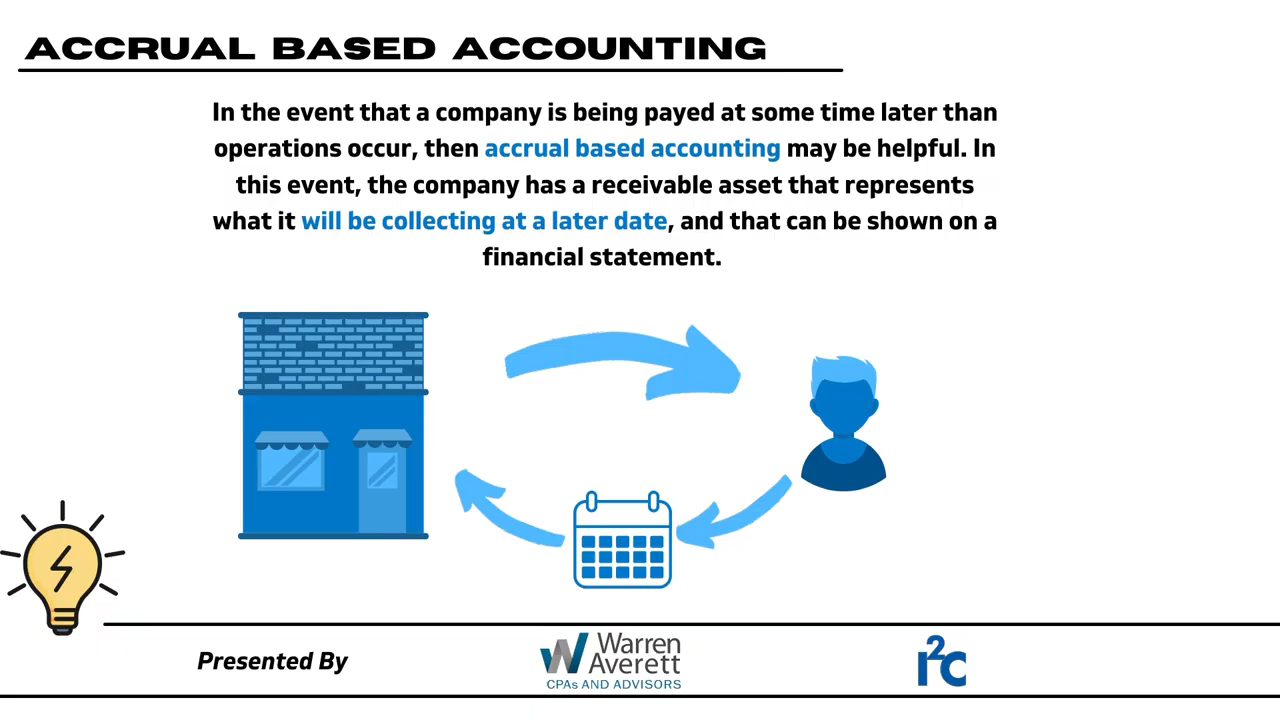 ACCRUAL BASED ACCOUNTING
In the event that a company is being payed at some time later than
operations occur, then accrual based accounting may be helpful. In
this event, the company has a receivable asset that represents
what it will be collecting at a later date, and that can be shown on a
financial statement.
Presented By
Warren
Averett
CPAs AND ADVISORS
I2C